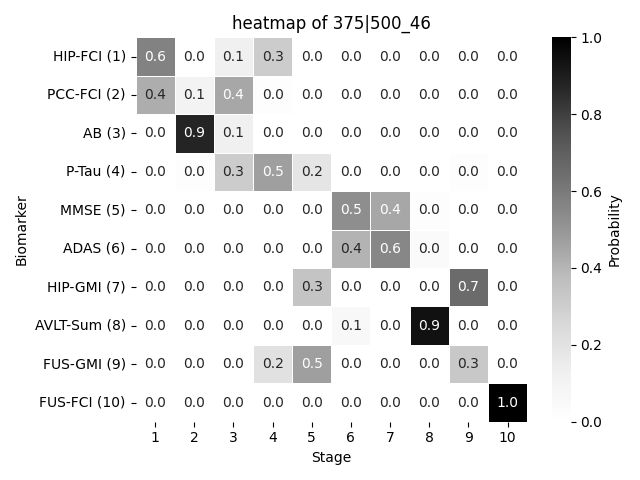 heatmap of 375|500_46
Biomarker
HIP-FCI (1) 0.6 0.0 0.1 0.3 0.0 0.0 0.0 0.0 0.0 0.0
PCC-FCI (2) 0.4 0.1 0.4 0.0 0.0 0.0 0.0 0.0 0.0 0.0
AB (3) 0.0 0.9 0.1 0.0 0.0 0.0 0.0 0.0 0.0 0.0
P-Tau (4) 0.0 0.0 0.3 0.5 0.2 0.0 0.0 0.0 0.0 0.0
MMSE (5) 0.0 0.0 0.0 0.0 0.0 0.5 0.4 0.0 0.0 0.0
ADAS (6) 0.0 0.0 0.0 0.0 0.0 0.4 0.6 0.0 0.0 0.0
HIP-GMI (7) 0.0 0.0 0.0 0.0 0.3 0.0 0.0 0.0 0.7 0.0
AVLT-Sum (8) 0.0 0.0 0.0 0.0 0.0 0.1 0.0 0.9 0.0 0.0
FUS-GMI (9) 0.0 0.0 0.0 0.2 0.5 0.0 0.0 0.0 0.3 0.0
FUS-FCI (10) 0.0 0.0 0.0 0.0 0.0 0.0 0.0 0.0 0.0 1.0
1 2 3 4 5 6 7 8 9 10
Stage
1.0
0.8
0.6
0.4
0.2
0.0
Probability